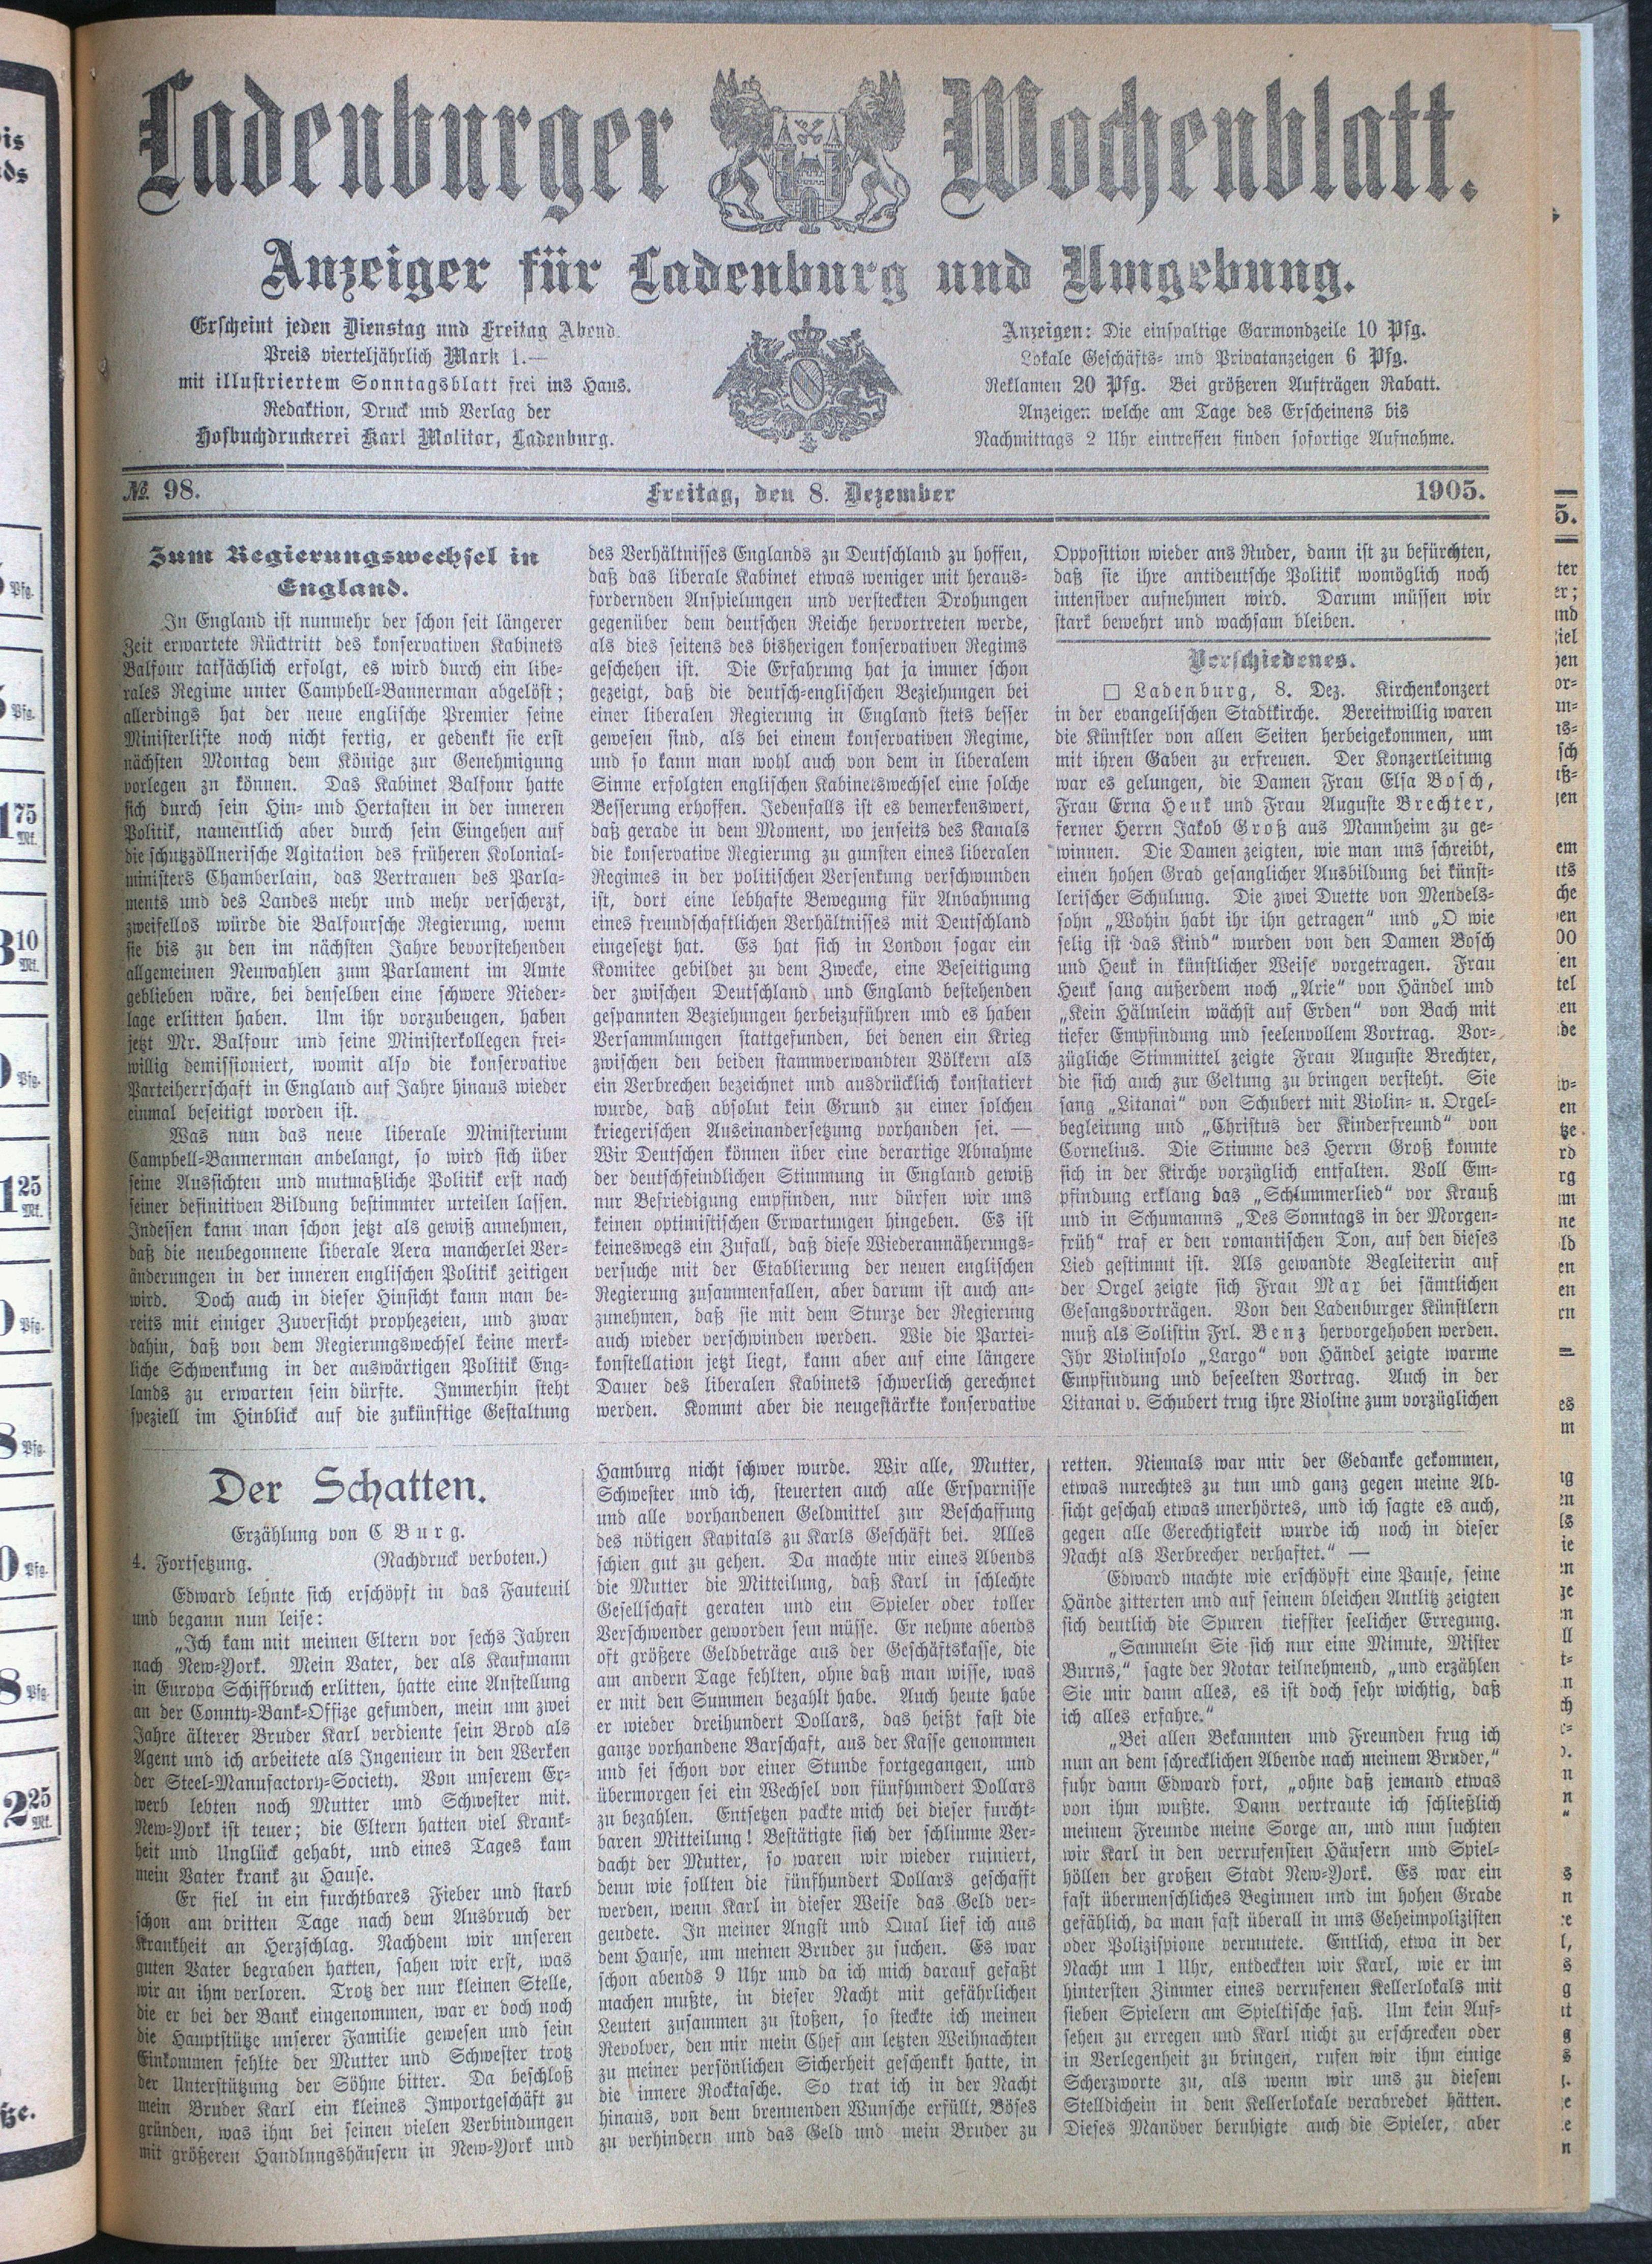 Ladenburger Wochenblatt.
Anzeiger für Ladenburg und Umgebung.
Erscheint jeden Dienstag und Freitag Abend.
Preis vierteljährlich Mark 1.—
mit illustriertem Sonntagsblatt frei ins Haus.
Redaktion, Druck und Verlag der
Hofbuchdruckerei Karl Molitor, Ladenburg.
Anzeigen: Die einspaltige Garmondzeile 10 Pfg.
Lokale Geschäfts- und Privatanzeigen 6 Pfg.
Reklamen 20 Pfg. Bei größeren Aufträgen Rabatt.
Anzeigen welche am Tage des Erscheinens bis
Nachmittags 2 Uhr eintreffen finden sofortige Aufnahme.
№. 98. Freitag, den 8. Dezember 1905.
Zum Regierungswechsel in
England.
In England ist nunmehr der schon seit längerer
Zeit erwartete Rücktritt des konservativen Kabinets
Balfour tatsächlich erfolgt, es wird durch ein libe-
rales Regime unter Campbell-Bannerman abgelöst;
allerdings hat der neue englische Premier seine
Ministerliste noch nicht fertig, er gedenkt sie erst
nächsten Montag dem Könige zur Genehmigung
vorlegen zu können. Das Kabinet Balfour hatte
sich durch sein Hin- und Hertasten in der inneren
Politik, namentlich aber durch sein Eingehen auf
die schutzzöllnerische Agitation des früheren Kolonial-
ministers Chamberlain, das Vertrauen des Parla-
ments und des Landes mehr und mehr verscherzt,
zweifellos würde die Balfoursche Regierung, wenn
sie bis zu den im nächsten Jahre bevorstehenden
allgemeinen Neuwahlen zum Parlament im Amte
geblieben wäre, bei denselben eine schwere Nieder-
lage erlitten haben. Um ihr vorzubeugen, haben
jetzt Mr. Balfour und seine Ministerkollegen frei-
willig demissioniert, womit also die konservative
Parteiherrschaft in England auf Jahre hinaus wieder
einmal beseitigt worden ist.
Was nun das neue liberale Ministerium
Campbell-Bannerman anbelangt, so wird sich über
seine Aussichten und mutmaßliche Politik erst nach
seiner definitiven Bildung bestimmter urteilen lassen.
Indessen kann man schon jetzt als gewiß annehmen,
daß die neubegonnene liberale Aera mancherlei Ver-
änderungen in der inneren englischen Politik zeitigen
wird. Doch auch in dieser Hinsicht kann man be-
reits mit einiger Zuversicht prophezeien, und zwar
dahin, daß von dem Regierungswechsel keine merk-
liche Schwenkung in der auswärtigen Politik Eng-
lands zu erwarten sein dürfte. Immerhin steht
speziell im Hinblick auf die zukünftige Gestaltung
des Verhältnisses Englands zu Deutschland zu hoffen,
daß das liberale Kabinet etwas weniger mit heraus-
fordernden Anspielungen und versteckten Drohungen
gegenüber dem deutschen Reiche hervortreten werde,
als dies seitens des bisherigen konservativen Regims
geschehen ist. Die Erfahrung hat ja immer schon
gezeigt, daß die deutsch-englischen Beziehungen bei
einer liberalen Regierung in England stets besser
gewesen sind, als bei einem konservativen Regime,
und so kann man wohl auch von dem in liberalem
Sinne erfolgten englischen Kabinetswechsel eine solche
Besserung erhoffen. Jedenfalls ist es bemerkenswert,
daß gerade in dem Moment, wo jenseits des Kanals
die konservative Regierung zu gunsten eines liberalen
Regimes in der politischen Versenkung verschwunden
ist, dort eine lebhafte Bewegung für Anbahnung
eines freundschaftlichen Verhältnisses mit Deutschland
eingesetzt hat. Es hat sich in London sogar ein
Komitee gebildet zu dem Zwecke, eine Beseitigung
der zwischen Deutschland und England bestehenden
gespannten Beziehungen herbeizuführen und es haben
Versammlungen stattgefunden, bei denen ein Krieg
zwischen den beiden stammverwandten Völkern als
ein Verbrechen bezeichnet und ausdrücklich konstatiert
wurde, daß absolut kein Grund zu einer solchen
kriegerischen Auseinandersetzung vorhanden sei. —
Wir Deutschen können über eine derartige Abnahme
der deutschfeindlichen Stimmung in England gewiß
nur Befriedigung empfinden, nur dürfen wir uns
keinen optimistischen Erwartungen hingeben. Es ist
keineswegs ein Zufall, daß diese Wiederannäherungs-
versuche mit der Etablierung der neuen englischen
Regierung zusammenfallen, aber darum ist auch an-
zunehmen, daß sie mit dem Sturze der Regierung
auch wieder verschwinden werden. Wie die Partei-
konstellation jetzt liegt, kann aber auf eine längere
Dauer des liberalen Kabinets schwerlich gerechnet
werden. Kommt aber die neugestärkte konservative
Opposition wieder ans Ruder, dann ist zu befürchten,
daß sie ihre antideutsche Politik womöglich noch
intensiver aufnehmen wird. Darum müssen wir
stark bewehrt und wachsam bleiben.
Verschiedenes.
□ Ladenburg, 8. Dez. Kirchenkonzert
in der evangelischen Stadtkirche. Bereitwillig waren
die Künstler von allen Seiten herbeigekommen, um
mit ihren Gaben zu erfreuen. Der Konzertleitung
war es gelungen, die Damen Frau Elsa Bosch,
Frau Erna Heuk und Frau Auguste Brechter,
ferner Herrn Jakob Groß aus Mannheim zu ge-
winnen. Die Damen zeigten, wie man uns schreibt,
einen hohen Grad gesanglicher Ausbildung bei künst-
lerischer Schulung. Die zwei Duette von Mendels-
sohn „Wohin habt ihr ihn getragen“ und „O wie
selig ist das Kind“ wurden von den Damen Bosch
und Heuk in künstlicher Weise vorgetragen. Frau
Heuk sang außerdem noch „Arie“ von Händel und
„Kein Hälmlein wächst auf Erden“ von Bach mit
tiefer Empfindung und seelenvollem Vortrag. Vor-
zügliche Stimmittel zeigte Frau Auguste Brechter,
die sich auch zur Geltung zu bringen versteht. Sie
sang „Litanai“ von Schubert mit Violin- u. Orgel-
begleitung und „Christus der Kinderfreund“ von
Cornelius. Die Stimme des Herrn Groß konnte
sich in der Kirche vorzüglich entfalten. Voll Em-
pfindung erklang das „Schlummerlied“ vor Krauß
und in Schumanns „Des Sonntags in der Morgen-
früh“ traf er den romantischen Ton, auf den dieses
Lied gestimmt ist. Als gewandte Begleiterin auf
der Orgel zeigte sich Frau Max bei sämtlichen
Gesangsvorträgen. Von den Ladenburger Künstlern
muß als Solistin Frl. Benz hervorgehoben werden.
Ihr Violinsolo „Largo“ von Händel zeigte warme
Empfindung und beseelten Vortrag. Auch in der
Litanai v. Schubert trug ihre Violine zum vorzüglichen
Der Schatten.
Erzählung von C Burg.
4. Fortsetzung. (Nachdruck verboten.)
Edward lehnte sich erschöpft in das Fauteuil
und begann nun leise:
„Ich kam mit meinen Eltern vor sechs Jahren
nach New-York. Mein Vater, der als Kaufmann
in Europa Schiffbruch erlitten, hatte eine Anstellung
an der Connty-Bank-Offize gefunden, mein um zwei
Jahre älterer Bruder Karl verdiente sein Brod als
Agent und ich arbeitete als Ingenieur in den Werken
der Steel-Manufactory-Society. Von unserem Er-
werb lebten noch Mutter und Schwester mit.
New-York ist teuer; die Eltern hatten viel Krank-
heit und Unglück gehabt, und eines Tages kam
mein Vater krank zu Hause.
Er fiel in ein furchtbares Fieber und starb
schon am dritten Tage nach dem Ausbruch der
Krankheit an Herzschlag. Nachdem wir unseren
guten Vater begraben hatten, sahen wir erst, was
wir an ihm verloren. Trotz der nur kleinen Stelle,
die er bei der Bank eingenommen, war er doch noch
die Hauptstütze unserer Familie gewesen und sein
Einkommen fehlte der Mutter und Schwester trotz
der Unterstützung der Söhne bitter. Da beschloß
mein Bruder Karl ein kleines Importgeschäft zu
gründen, was ihm bei seinen vielen Verbindungen
mit größeren Handlungshäusern in New-York und
Hamburg nicht schwer wurde. Wir alle, Mutter,
Schwester und ich, steuerten auch alle Ersparnisse
und alle vorhandenen Geldmittel zur Beschaffung
des nötigen Kapitals zu Karls Geschäft bei. Alles
schien gut zu gehen. Da machte mir eines Abends
die Mutter die Mitteilung, daß Karl in schlechte
Gesellschaft geraten und ein Spieler oder toller
Verschwender geworden sein müsse. Er nehme abends
oft größere Geldbeträge aus der Geschäftskasse, die
am andern Tage fehlten, ohne daß man wisse, was
er mit den Summen bezahlt habe. Auch heute habe
er wieder dreihundert Dollars, das heißt fast die
ganze vorhandene Barschaft, aus der Kasse genommen
und sei schon vor einer Stunde fortgegangen, und
übermorgen sei ein Wechsel von fünfhundert Dollars
zu bezahlen. Entsetzen packte mich bei dieser furcht-
baren Mitteilung! Bestätigte sich der schlimme Ver-
dacht der Mutter, so waren wir wieder ruiniert,
denn wie sollten die fünfhundert Dollars geschafft
werden, wenn Karl in dieser Weise das Geld ver-
geudete. In meiner Angst und Qual lief ich aus
dem Hause, um meinen Bruder zu suchen. Es war
schon abends 9 Uhr und da ich mich darauf gefaßt
machen mußte, in dieser Nacht mit gefährlichen
Leuten zusammen zu stoßen, so steckte ich meinen
Revolver, den mir mein Chef am letzten Weihnachten
zu meiner persönlichen Sicherheit geschenkt hatte, in
die innere Rocktasche. So trat ich in der Nacht
hinaus, von dem brennenden Wunsche erfüllt, Böses
zu verhindern und das Geld und mein Bruder zu
retten. Niemals war mir der Gedanke gekommen,
etwas unrechtes zu tun und ganz gegen meine Ab-
sicht geschah etwas unerhörtes, und ich sagte es auch,
gegen alle Gerechtigkeit wurde ich noch in dieser
Nacht als Verbrecher verhaftet.“ —
Edward machte wie erschöpft eine Pause, seine
Hände zitterten und auf seinem bleichen Antlitz zeigten
sich deutlich die Spuren tiefster seelicher Erregung.
„Sammeln Sie sich nur eine Minute, Mister
Burns,“ sagte der Notar teilnehmend, „und erzählen
Sie mir dann alles, es ist doch sehr wichtig, daß
ich alles erfahre.“
„Bei allen Bekannten und Freunden frug ich
nun an dem schrecklichen Abende nach meinem Bruder,“
fuhr dann Edward fort, „ohne daß jemand etwas
von ihm wußte. Dann vertraute ich schließlich
meinem Freunde meine Sorge an, und nun suchten
wir Karl in den verrufensten Häusern und Spiel-
höllen der großen Stadt New-York. Es war ein
fast übermenschliches Beginnen und im hohen Grade
gefählich, da man fast überall in uns Geheimpolizisten
oder Polizispione vermutete. Entlich, etwa in der
Nacht um 1 Uhr, entdeckten wir Karl, wie er im
hintersten Zimmer eines verrufenen Kellerlokals mit
sieben Spielern am Spieltische saß. Um kein Auf-
sehen zu erregen und Karl nicht zu erschrecken oder
in Verlegenheit zu bringen, rufen wir ihm einige
Scherzworte zu, als wenn wir uns zu diesem
Stelldichein in dem Kellerlokale verabredet hätten.
Dieses Manöver beruhigte auch die Spieler, aber